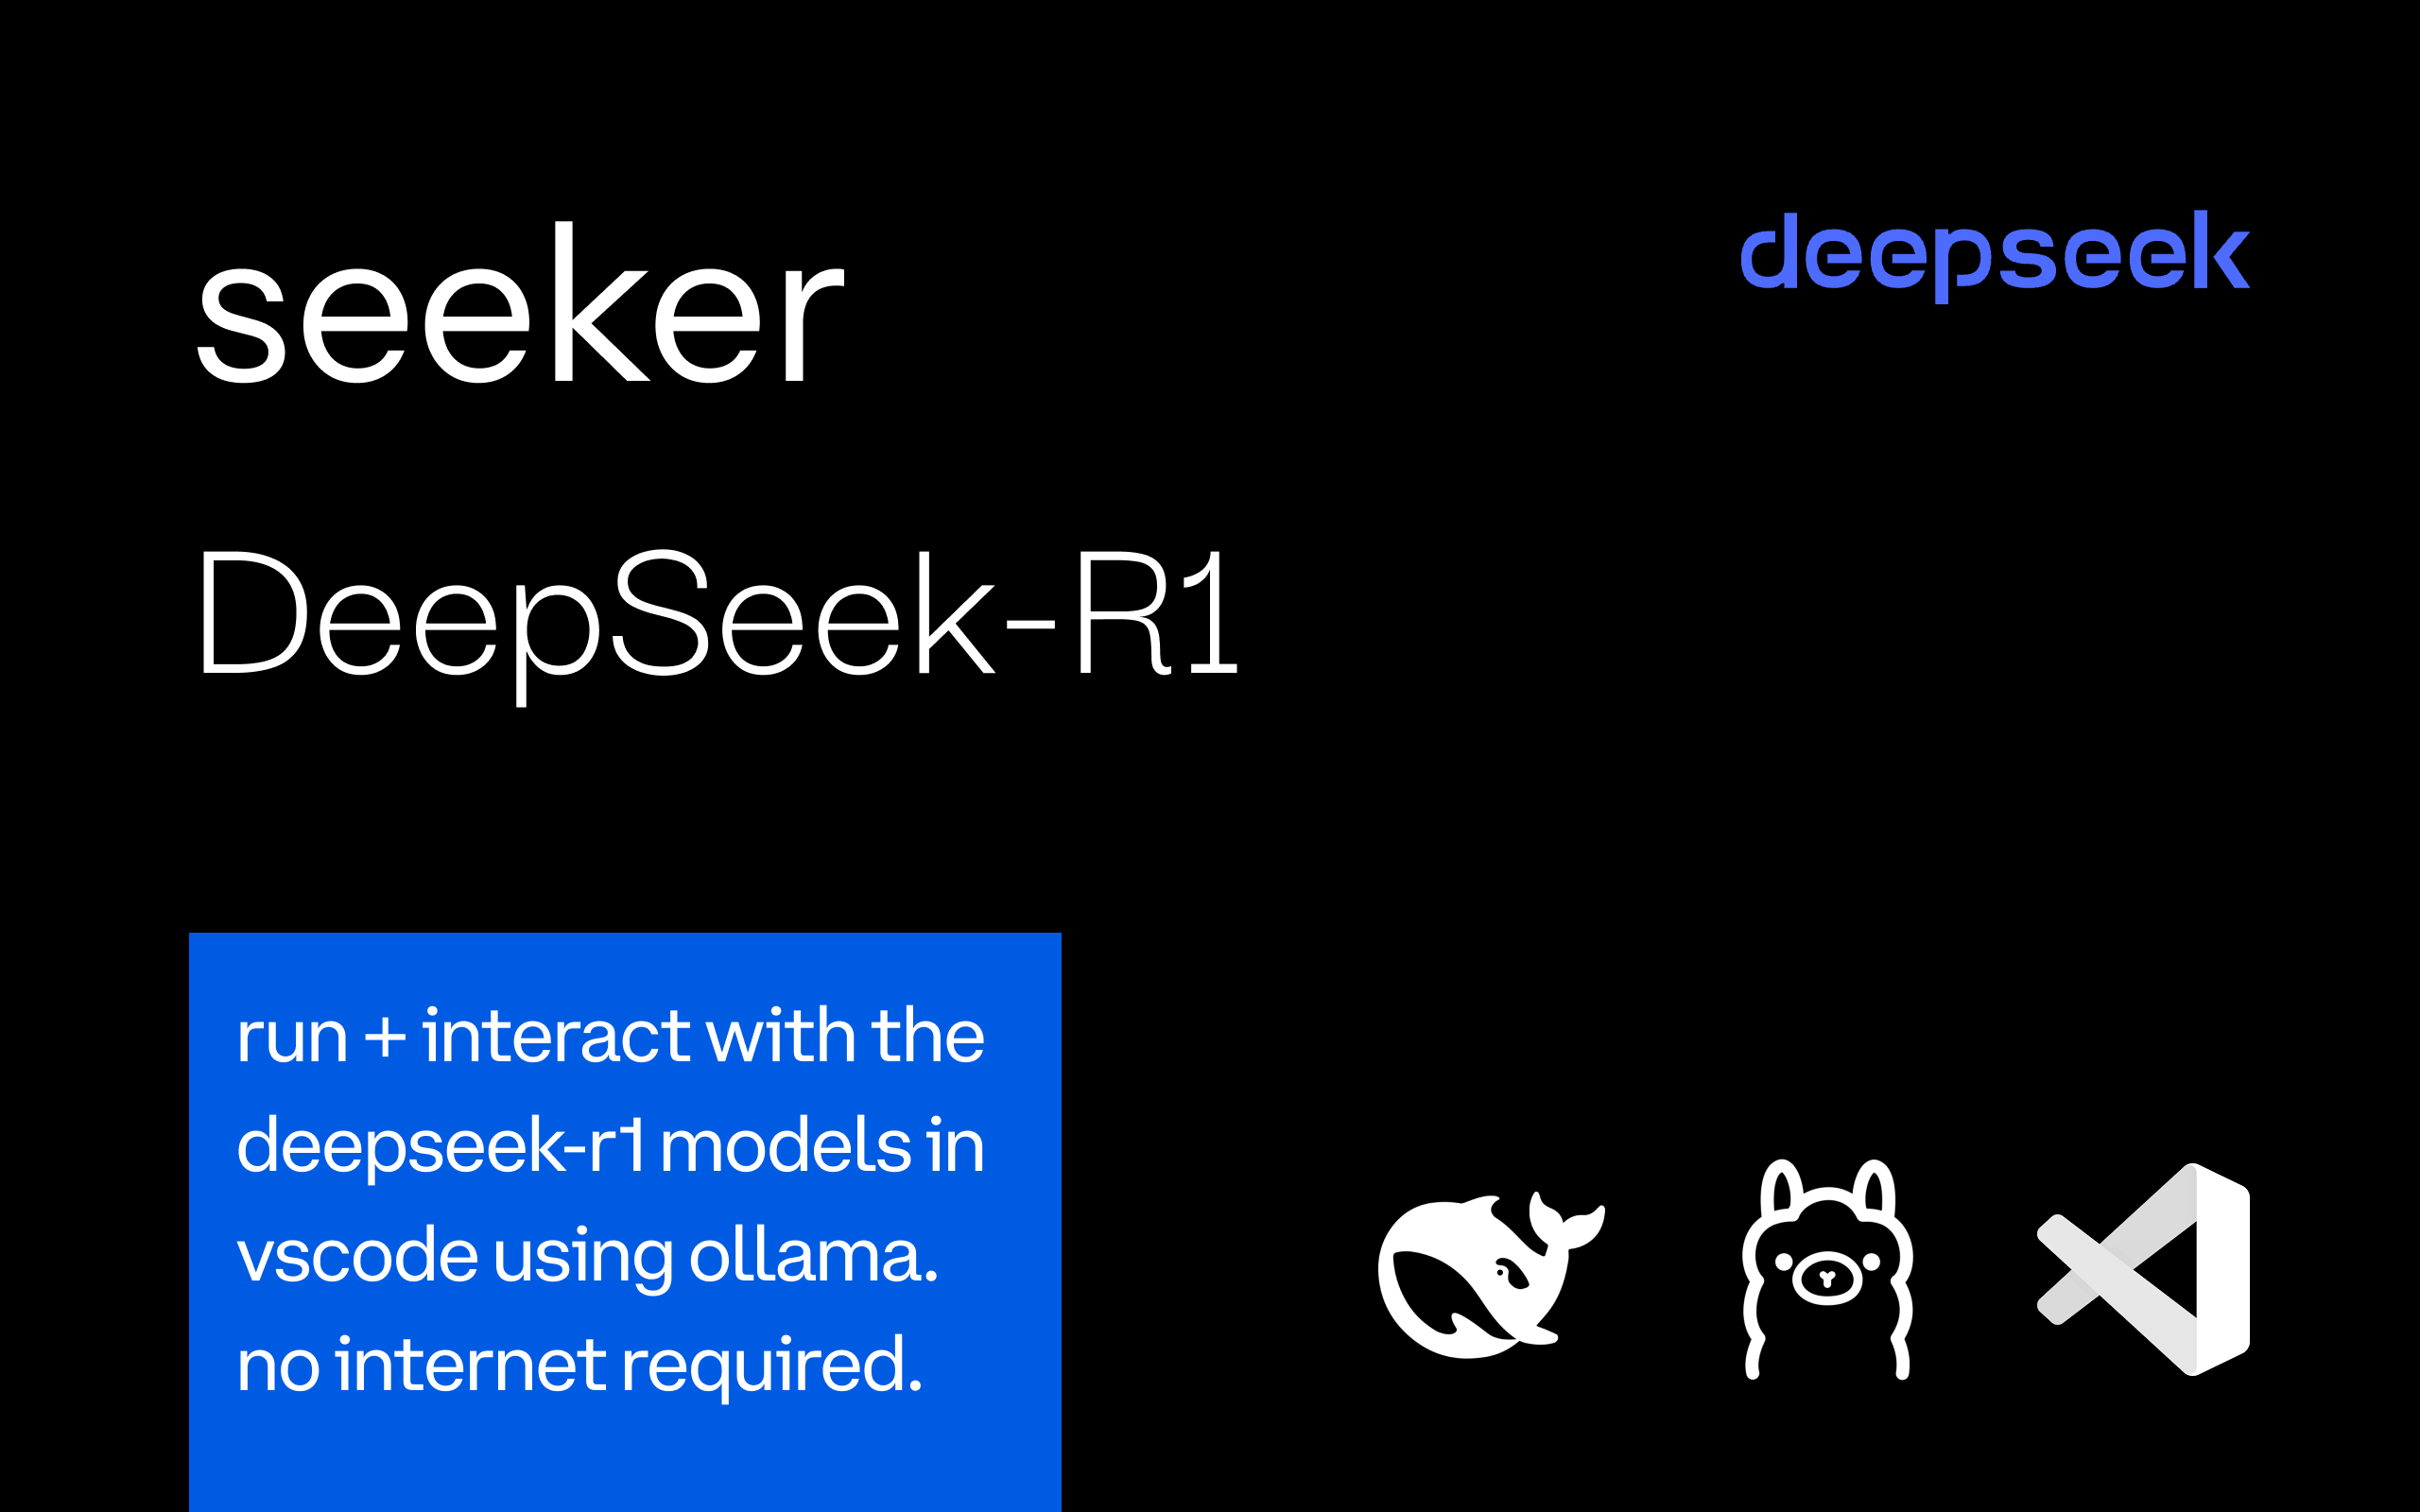 seeker
deepseek
DeepSeek-R1
run + interact with the
deepseek-r1 models in
vscode using ollama.
no internet required.